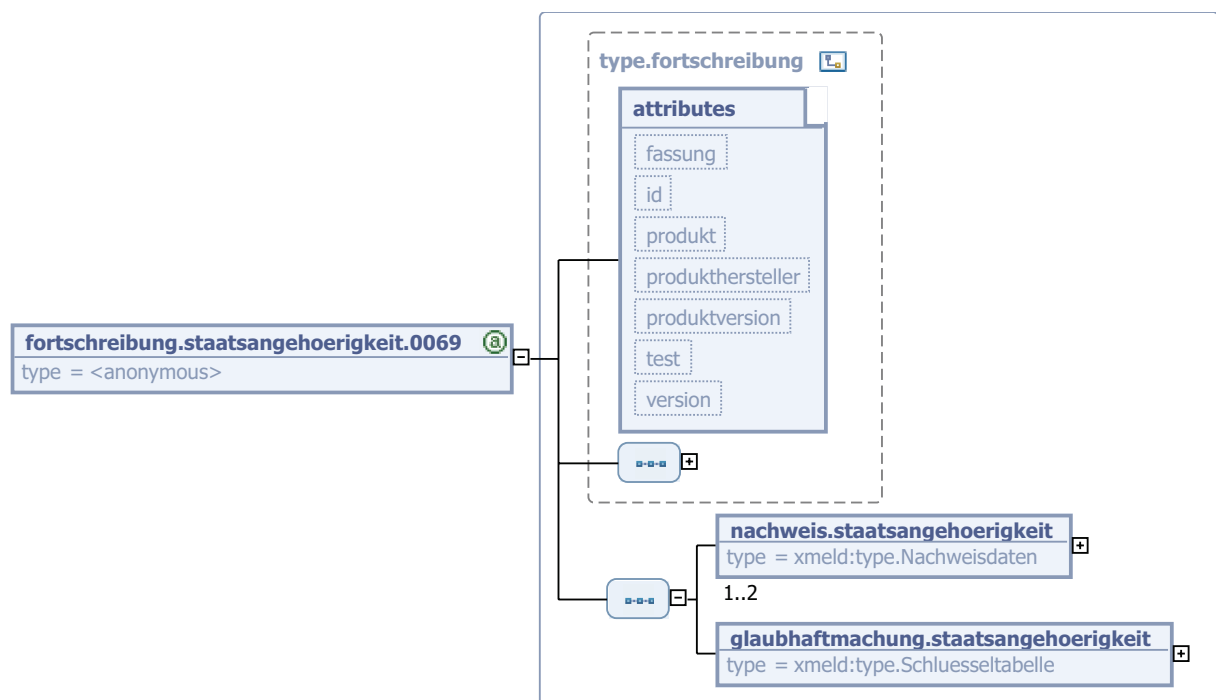 type.fortschreibung
attributes
fassung
id
produkt
produkthersteller
produktversion
test
version
fortschreibung.staatsangehoerigkeit.0069 a
type = <anonymous>
nachweis.staatsangehoerigkeit
type = xmeld:type.Nachweisdaten
1..2
glaubhaftmachung.staatsangehoerigkeit
type = xmeld:type.Schluesseltabelle